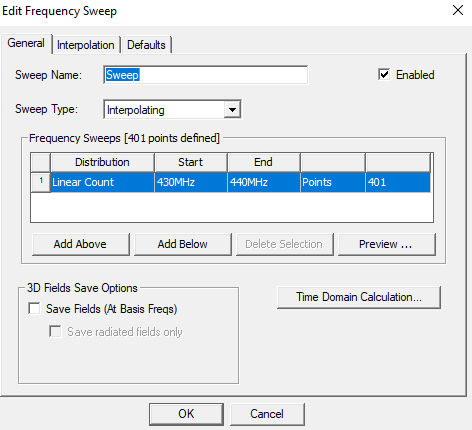 Edit Frequency Sweep
General Interpolation Defaults
Sweep Name: Sweep Enabled
Sweep Type: Interpolating
Frequency Sweeps [401 points defined]
Distribution Start End
1 Linear Count 430MHz 440MHz Points 401
Add Above Add Below Delete Selection Preview ...
3D Fields Save Options
Save Fields (At Basis Freqs) Time Domain Calculation...
Save radiated fields only
OK Cancel